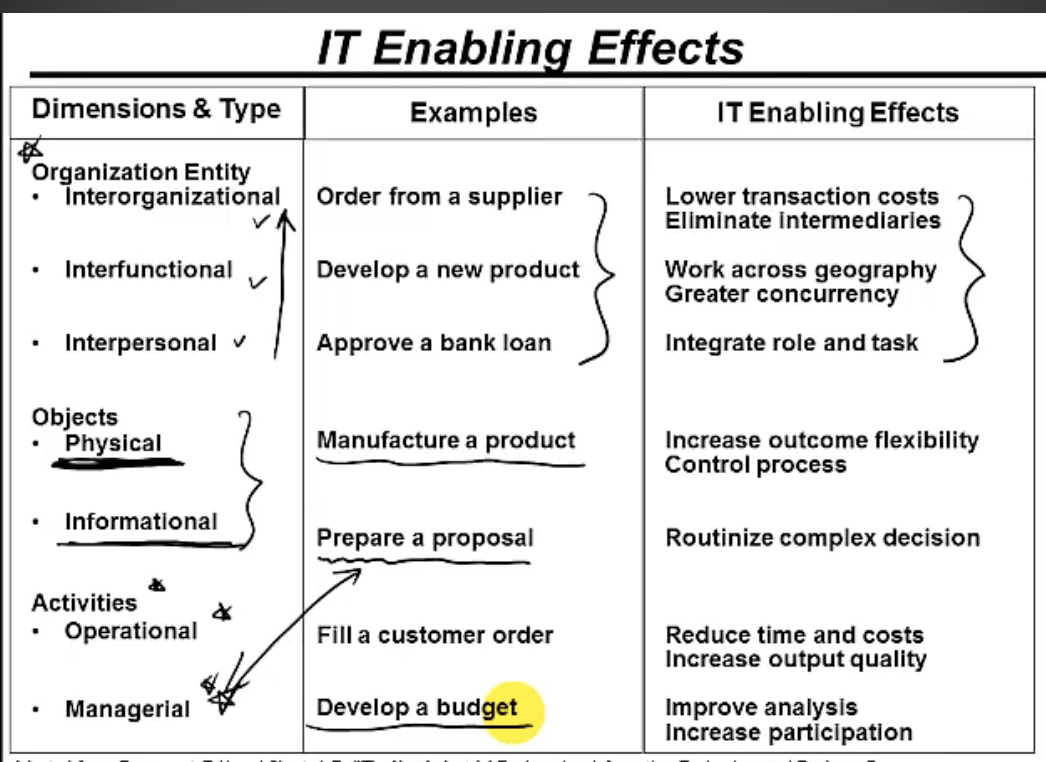 IT Enabling Effects
Dimensions & Type Examples IT Enabling Effects
Organization Entity
• Interorganizational Order from a supplier Lower transaction costs
Eliminate intermediaries
• Interfunctional Develop a new product Work across geography
Greater concurrency
• Interpersonal Approve a bank loan Integrate role and task
Objects
• Physical Manufacture a product Increase outcome flexibility
Control process
• Informational Prepare a proposal Routinize complex decision
Activities
• Operational Fill a customer order Reduce time and costs
Increase output quality
• Managerial Develop a budget Improve analysis
Increase participation